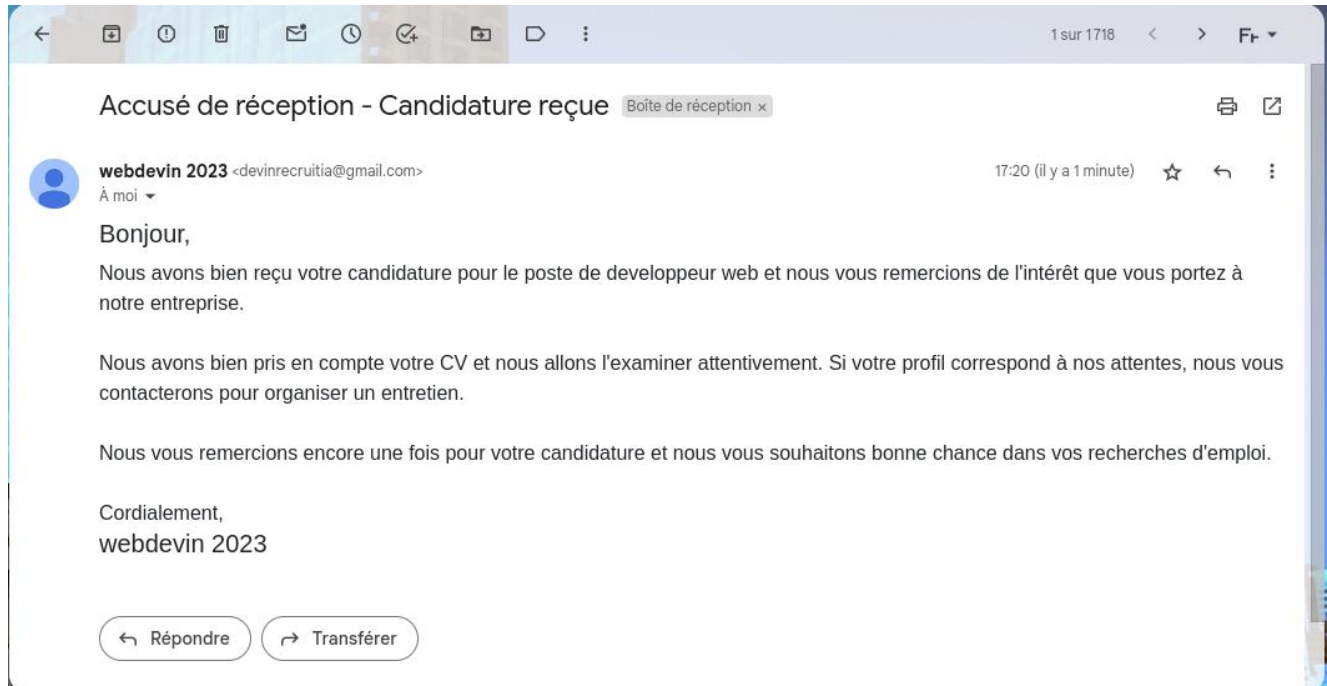 1 sur 1718
Fr
Accusé de réception - Candidature reçue Boîte de réception ×
webdevin 2023 <devinrecruitia@gmail.com> 17:20 (il y a 1 minute)
À moi
Bonjour,
Nous avons bien reçu votre candidature pour le poste de developpeur web et nous vous remercions de l'intérêt que vous portez à
notre entreprise.
Nous avons bien pris en compte votre CV et nous allons l'examiner attentivement. Si votre profil correspond à nos attentes, nous vous
contacterons pour organiser un entretien.
Nous vous remercions encore une fois pour votre candidature et nous vous souhaitons bonne chance dans vos recherches d'emploi.
Cordialement,
webdevin 2023
Répondre Transférer